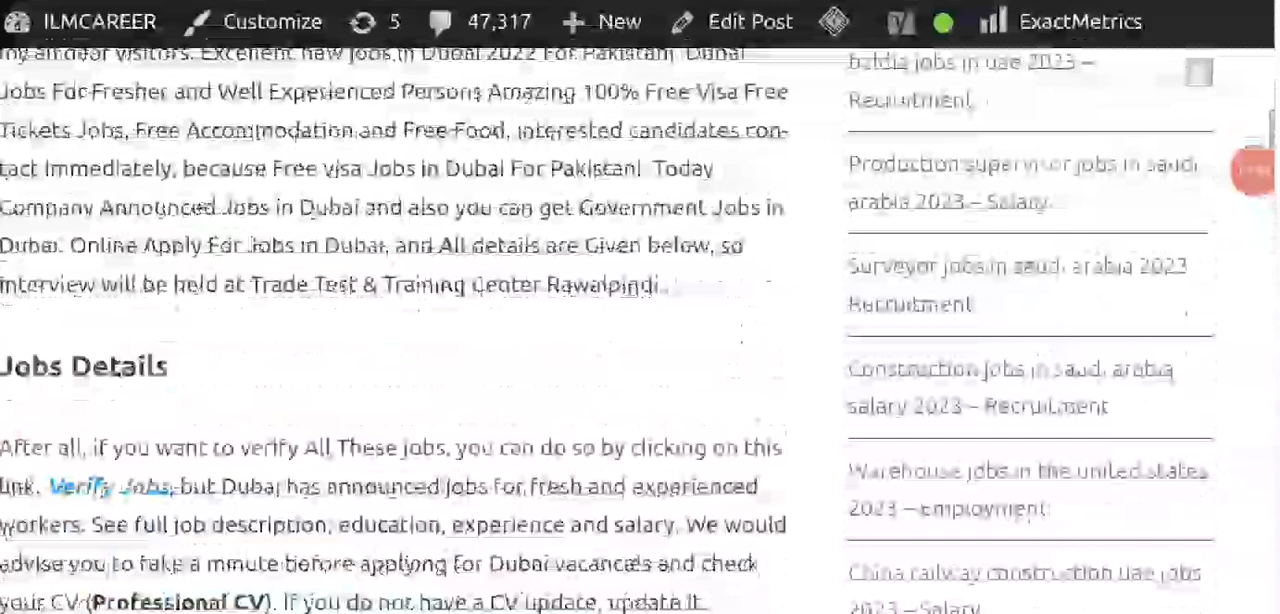 ILMCAREER Customize 5 47,317 New Edit Post ExactMetrics
my all dear visitors. Excellent new Jobs in Dubai 2022 For Pakistani Dubai
Jobs For Fresher and Well Experienced Persons Amazing 100% Free Visa Free
Tickets Jobs, Free Accommodation and Free Food, interested candidates con-
tact Immediately, because Free visa Jobs in Dubai For Pakistani Today
Company Announced Jobs in Dubai and also you can get Government Jobs in
Dubai. Online Apply For Jobs in Dubai, and All details are Given below, so
interview will be held at Trade Test & Training Center Rawalpindi.
Jobs Details
After all, if you want to verify All These jobs, you can do so by clicking on this
link. Verify Jobs, but Dubai has announced jobs for fresh and experienced
workers. See full job description, education, experience and salary. We would
advise you to take a minute before applying for Dubai and check
your CV (Professional CV). If you do not have a CV update, update it.
jobs in uae 2023 –
Recruitment
Production supervisor jobs in saudi
arabia 2023 – Salary
Surveyor jobs in saudi arabia 2023
Recruitment
Construction jobs in saudi arabia
salary 2023 – Recruitment
Warehouse jobs in the united states
2023 – Employment
China railway construction uae jobs
2023 – Salary